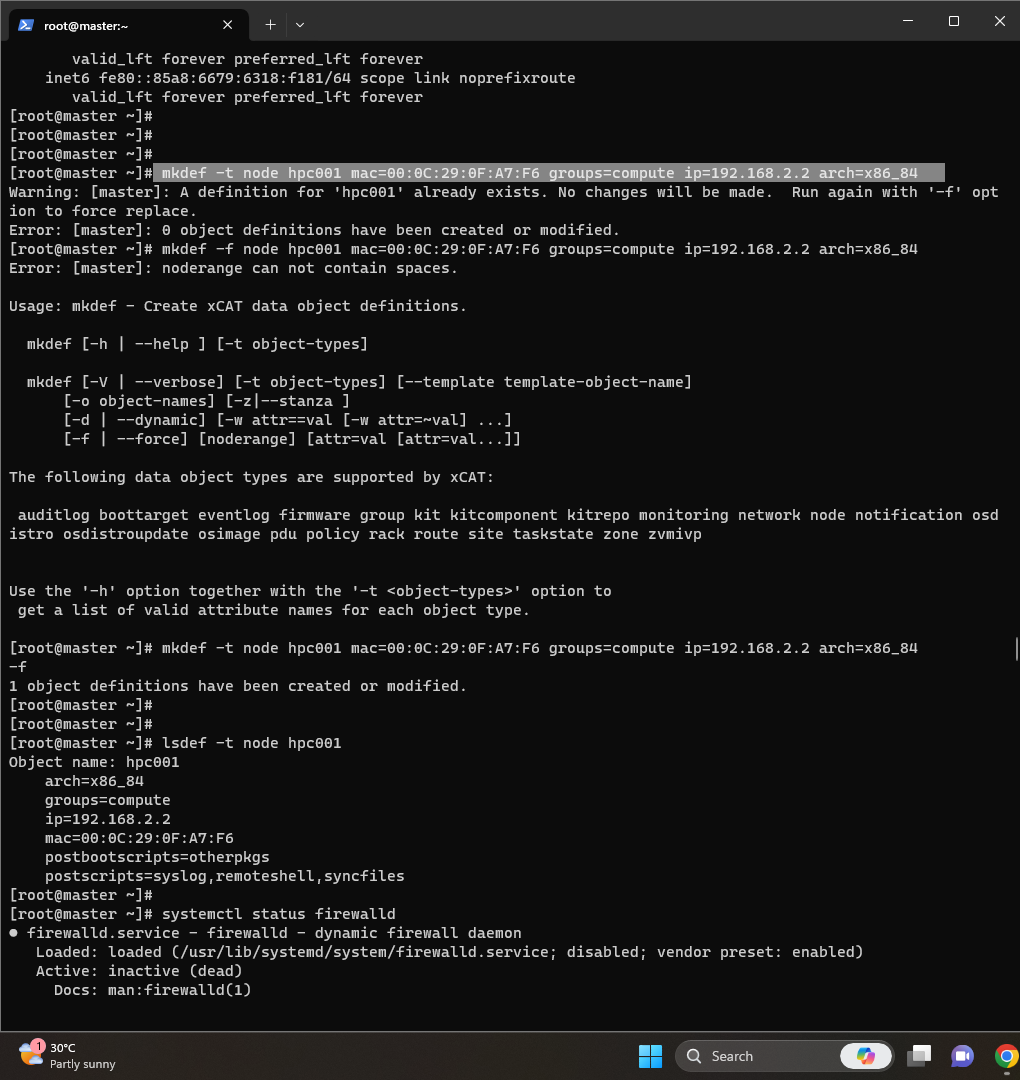 root@master:~
       valid_lft forever preferred_lft forever
    inet6 fe80::85a8:6679:6318:f181/64 scope link noprefixroute
       valid_lft forever preferred_lft forever
[root@master ~]#
[root@master ~]#
[root@master ~]#
[root@master ~]# mkdef -t node hpc001 mac=00:0C:29:0F:A7:F6 groups=compute ip=192.168.2.2 arch=x86_84
Warning: [master]: A definition for 'hpc001' already exists. No changes will be made.  Run again with '-f' opt
ion to force replace.
Error: [master]: 0 object definitions have been created or modified.
[root@master ~]# mkdef -f node hpc001 mac=00:0C:29:0F:A7:F6 groups=compute ip=192.168.2.2 arch=x86_84
Error: [master]: noderange can not contain spaces.

Usage: mkdef - Create xCAT data object definitions.

  mkdef [-h | --help ] [-t object-types]

  mkdef [-V | --verbose] [-t object-types] [--template template-object-name]
      [-o object-names] [-z|--stanza ]
      [-d | --dynamic] [-w attr==val [-w attr=~val] ...]
      [-f | --force] [noderange] [attr=val [attr=val...]]

The following data object types are supported by xCAT:

 auditlog boottarget eventlog firmware group kit kitcomponent kitrepo monitoring network node notification osd
istro osdistroupdate osimage pdu policy rack route site taskstate zone zvmivp


Use the '-h' option together with the '-t <object-types>' option to
 get a list of valid attribute names for each object type.

[root@master ~]# mkdef -t node hpc001 mac=00:0C:29:0F:A7:F6 groups=compute ip=192.168.2.2 arch=x86_84
-f
1 object definitions have been created or modified.
[root@master ~]#
[root@master ~]#
[root@master ~]# lsdef -t node hpc001
Object name: hpc001
    arch=x86_84
    groups=compute
    ip=192.168.2.2
    mac=00:0C:29:0F:A7:F6
    postbootscripts=otherpkgs
    postscripts=syslog,remoteshell,syncfiles
[root@master ~]#
[root@master ~]# systemctl status firewalld
● firewalld.service - firewalld - dynamic firewall daemon
   Loaded: loaded (/usr/lib/systemd/system/firewalld.service; disabled; vendor preset: enabled)
   Active: inactive (dead)
     Docs: man:firewalld(1)
1
30°C
Partly sunny
Search